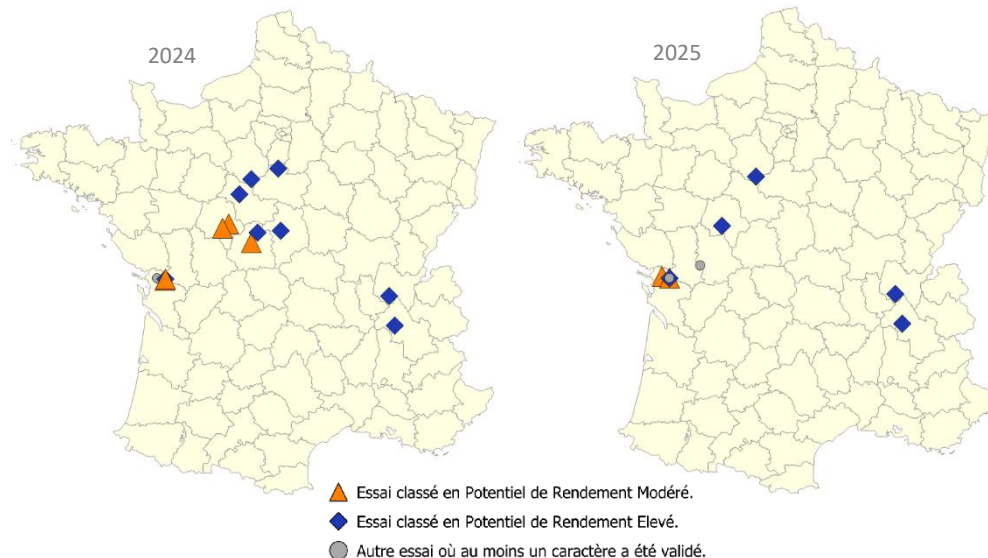 2024
2025
Essai classé en Potentiel de Rendement Modéré.
Essai classé en Potentiel de Rendement Elevé.
Autre essai où au moins un caractère a été validé.